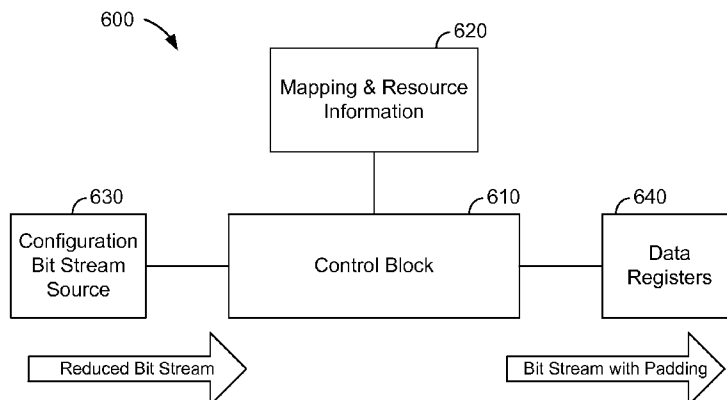 600
620
Mapping & Resource
Information
630
610
640
Configuration
Bit Stream
Source
Control Block
Data
Registers
Reduced Bit Stream
Bit Stream with Padding